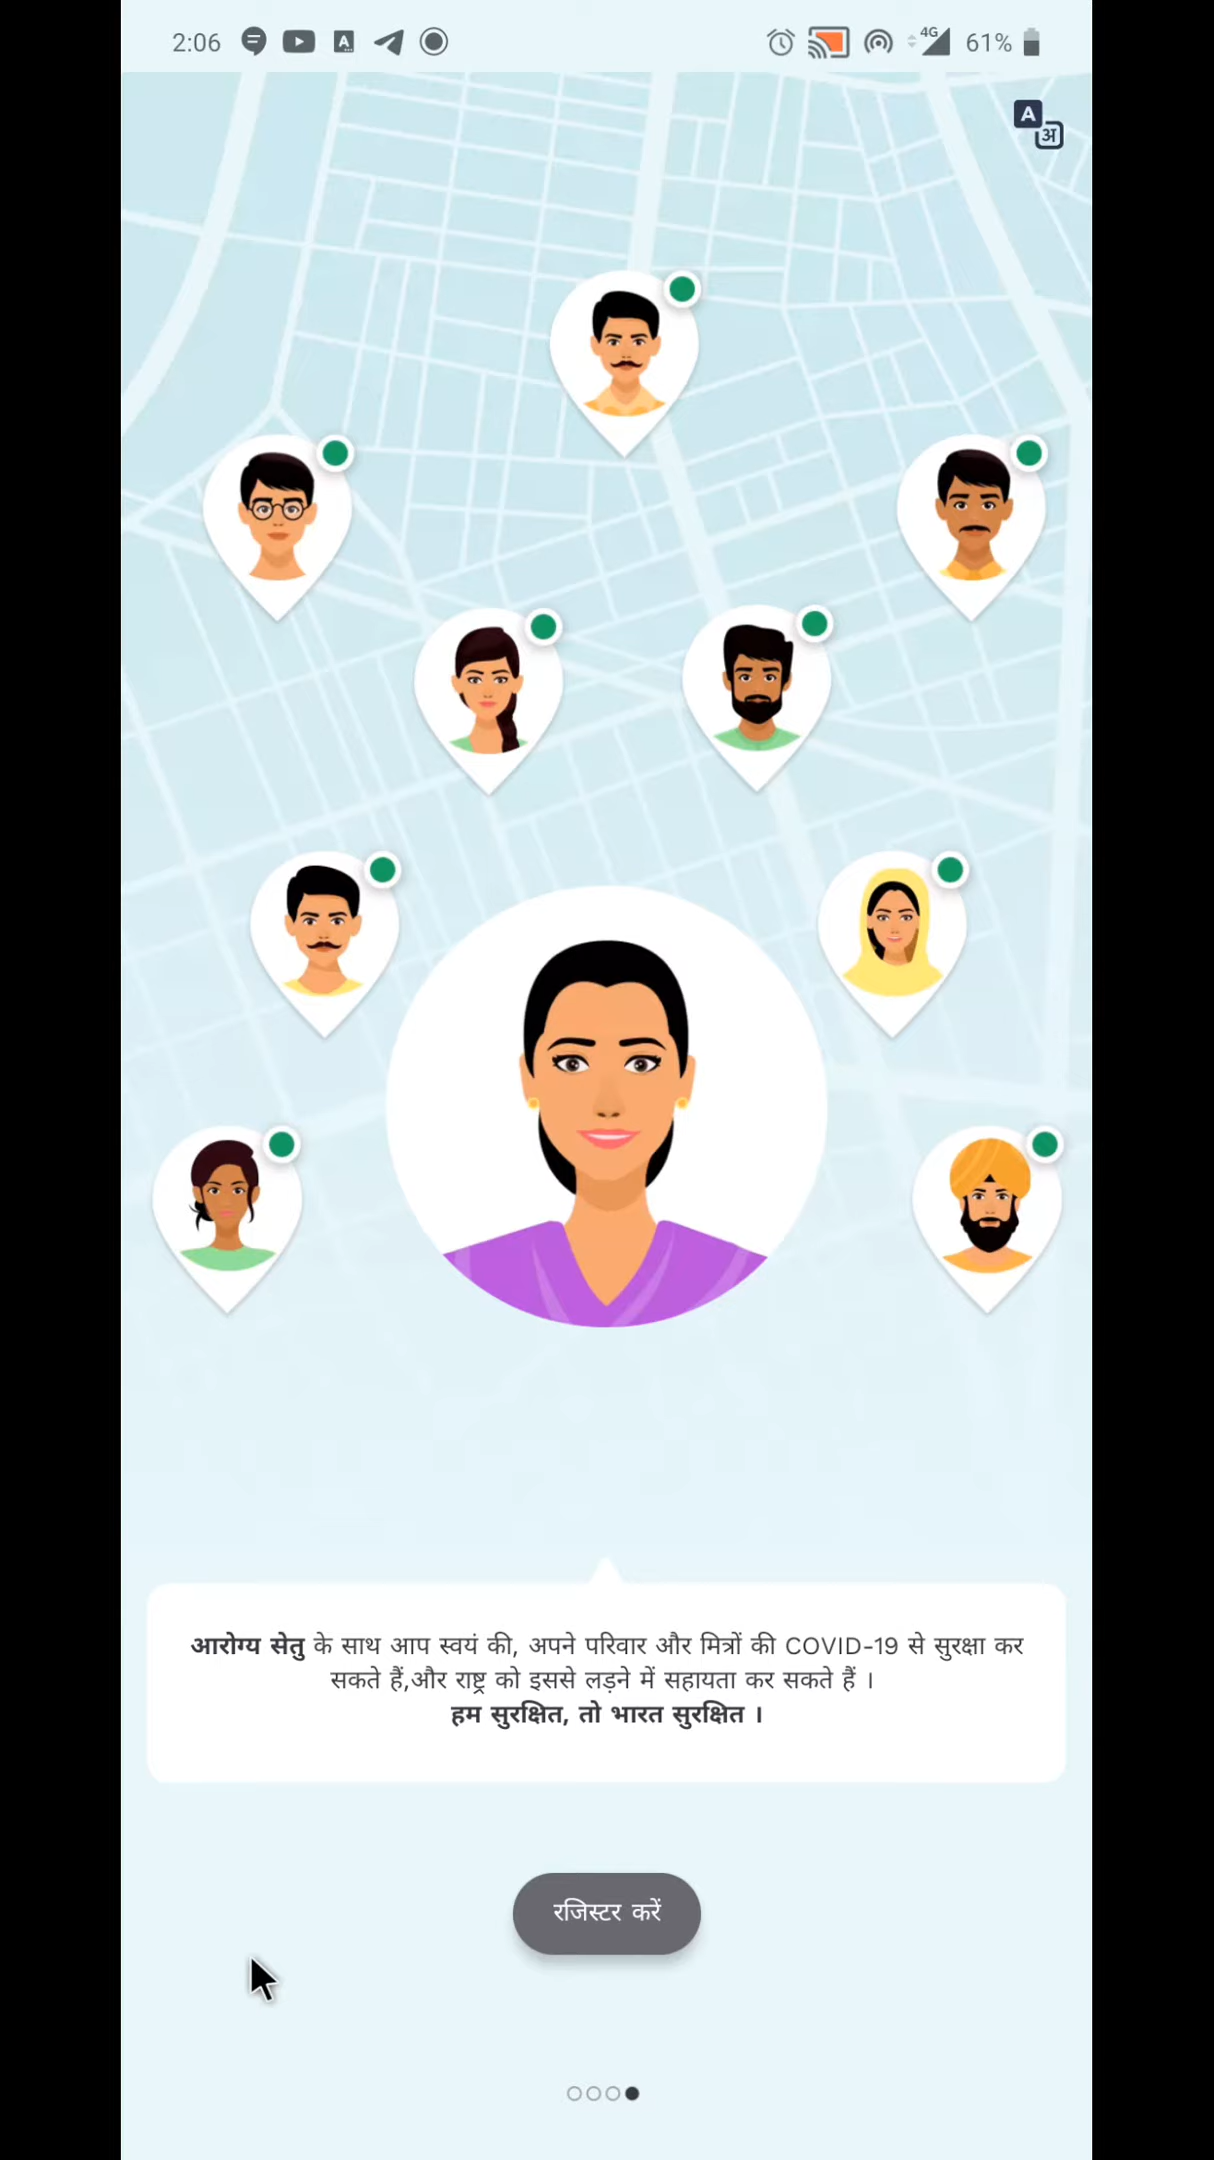 2:06
4G
61%
A
अ
आरोग्य सेतु के साथ आप स्वयं की, अपने परिवार और मित्रों की COVID-19 से सुरक्षा कर
सकते हैं,और राष्ट्र को इससे लड़ने में सहायता कर सकते हैं ।
हम सुरक्षित, तो भारत सुरक्षित ।
रजिस्टर करें